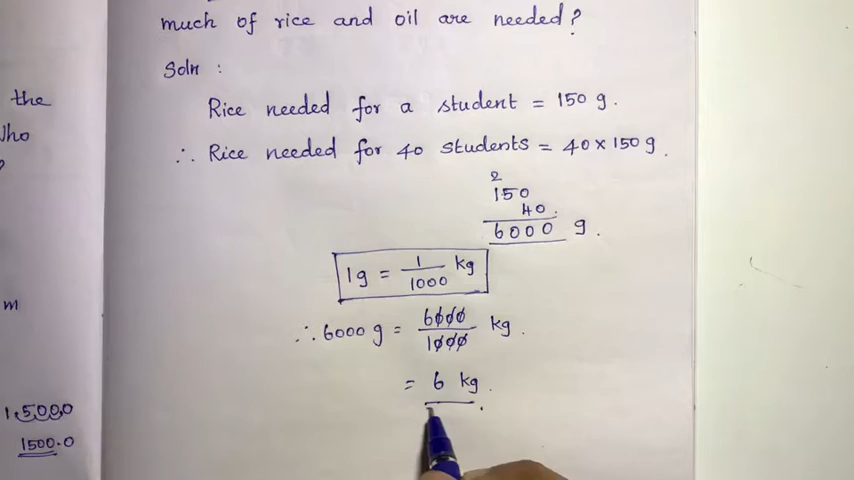 much of rice and oil are needed?
Soln :
the
Rice needed for a student = 150 g.
Who
∴ Rice needed for 40 students = 40 x 150 g.
2
150
40
6000 g.
1g = 1/1000 kg
m
∴ 6000 g = 6000/1000 kg.
= 6 kg.
1.5000
1500.0